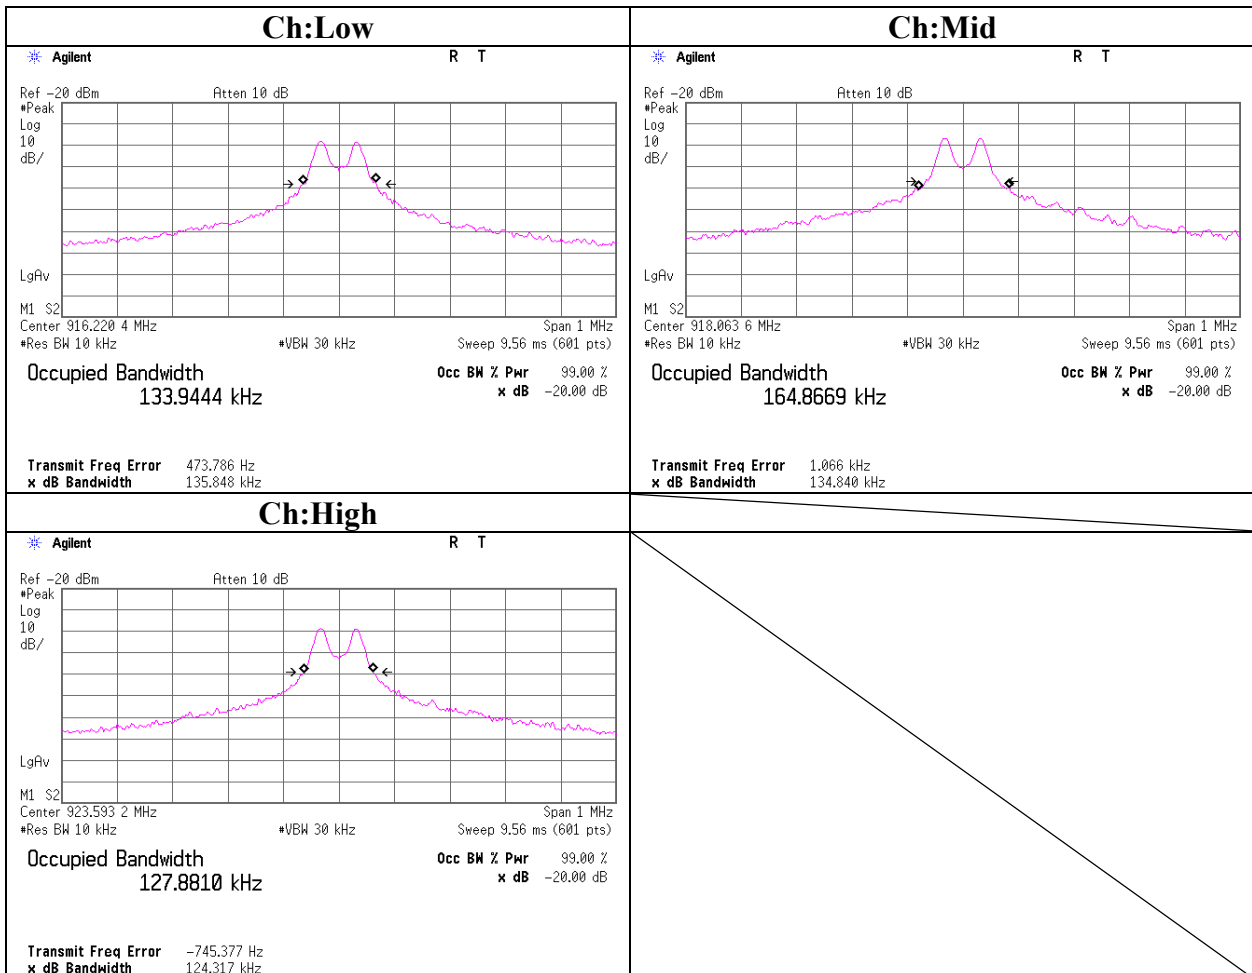 Ch:Low
Agilent R T
Ref -20 dBm Atten 10 dB
#Peak
Log
10
dB/
LgAv
M1 S2
Center 916.220 4 MHz Span 1 MHz
#Res BW 10 kHz #VBW 30 kHz Sweep 9.56 ms (601 pts)
Occupied Bandwidth Occ BW % Pwr 99.00 %
133.9444 kHz x dB -20.00 dB
Transmit Freq Error 473.786 Hz
x dB Bandwidth 135.848 kHz
Ch:Mid
Agilent R T
Ref -20 dBm Atten 10 dB
#Peak
Log
10
dB/
LgAv
M1 S2
Center 918.063 6 MHz Span 1 MHz
#Res BW 10 kHz #VBW 30 kHz Sweep 9.56 ms (601 pts)
Occupied Bandwidth Occ BW % Pwr 99.00 %
164.8669 kHz x dB -20.00 dB
Transmit Freq Error 1.066 kHz
x dB Bandwidth 134.840 kHz
Ch:High
Agilent R T
Ref -20 dBm Atten 10 dB
#Peak
Log
10
dB/
LgAv
M1 S2
Center 923.593 2 MHz Span 1 MHz
#Res BW 10 kHz #VBW 30 kHz Sweep 9.56 ms (601 pts)
Occupied Bandwidth Occ BW % Pwr 99.00 %
127.8810 kHz x dB -20.00 dB
Transmit Freq Error -745.377 Hz
x dB Bandwidth 124.317 kHz